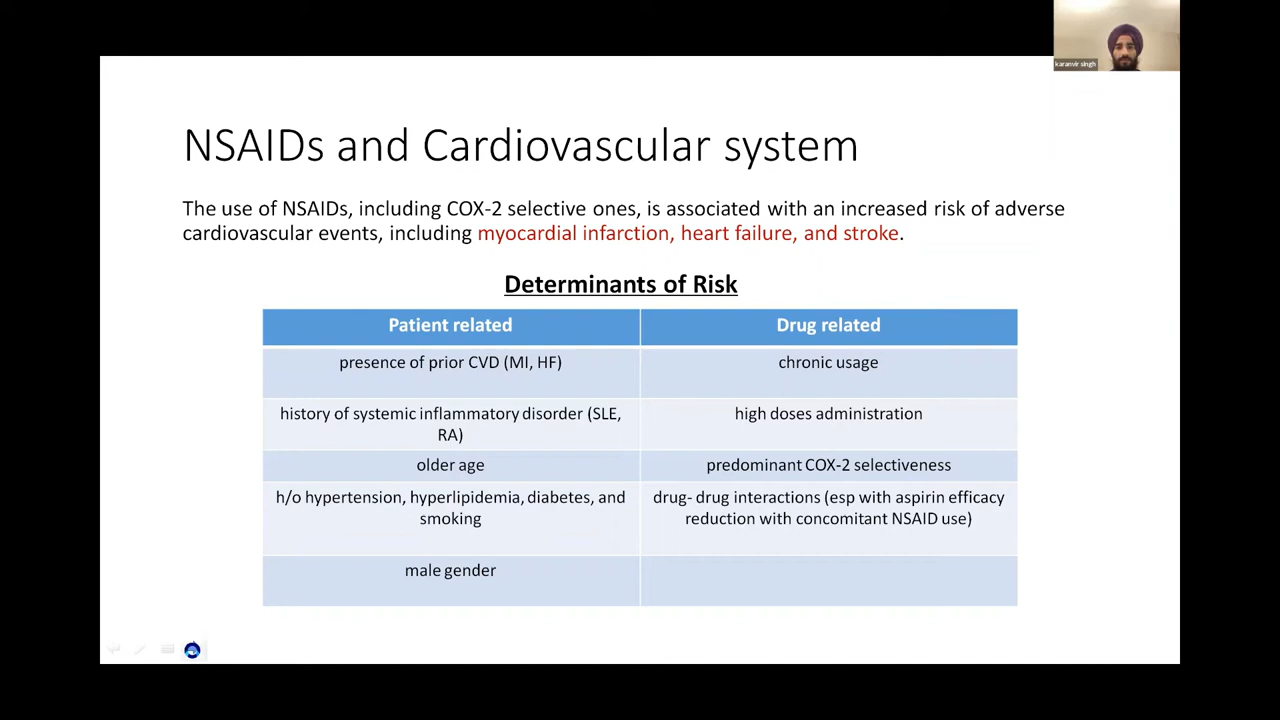 karanvir singh
NSAIDs and Cardiovascular system
The use of NSAIDs, including COX-2 selective ones, is associated with an increased risk of adverse
cardiovascular events, including myocardial infarction, heart failure, and stroke.
Determinants of Risk
Patient related
Drug related
presence of prior CVD (MI, HF)
chronic usage
history of systemic inflammatory disorder (SLE,
RA)
high doses administration
older age
predominant COX-2 selectiveness
h/o hypertension, hyperlipidemia, diabetes, and
smoking
drug- drug interactions (esp with aspirin efficacy
reduction with concomitant NSAID use)
male gender